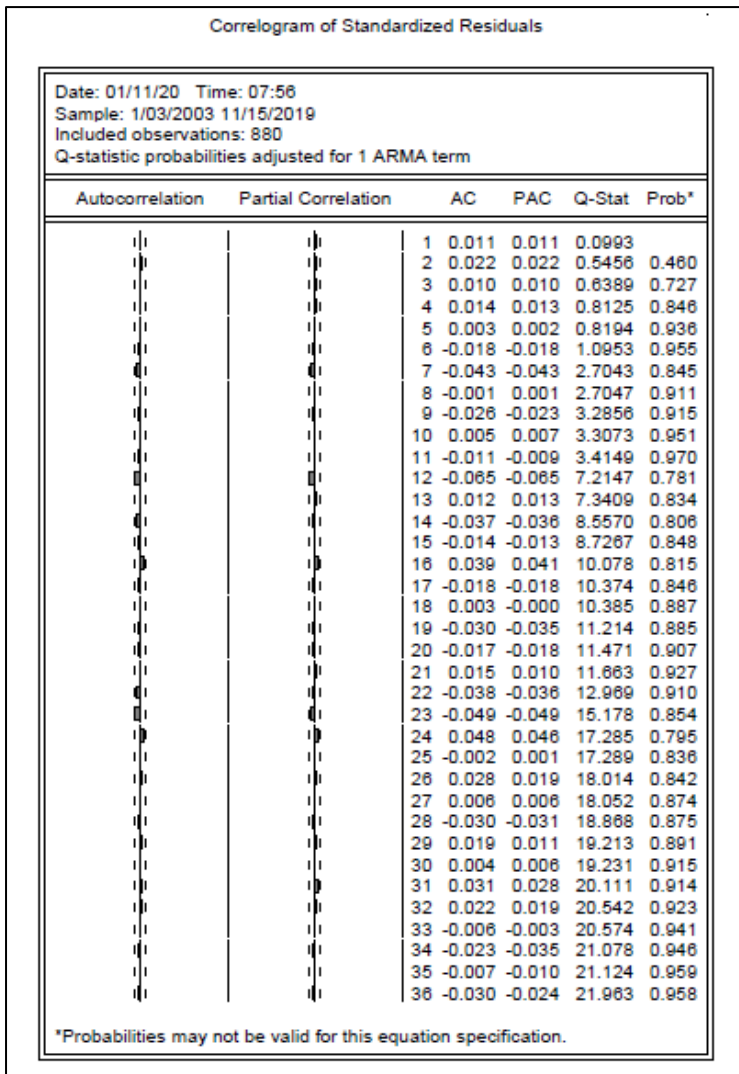 Correlogram of Standardized Residuals
Date: 01/11/20 Time: 07:56
Sample: 1/03/2003 11/15/2019
Included observations: 880
Q-statistic probabilities adjusted for 1 ARMA term
Autocorrelation Partial Correlation AC PAC Q-Stat Prob*
1 0.011 0.011 0.0993
2 0.022 0.022 0.5456 0.460
3 0.010 0.010 0.6389 0.727
4 0.014 0.013 0.8125 0.846
5 0.003 0.002 0.8194 0.936
6 -0.018 -0.018 1.0953 0.955
7 -0.043 -0.043 2.7043 0.845
8 -0.001 0.001 2.7047 0.911
9 -0.026 -0.023 3.2856 0.915
10 0.005 0.007 3.3073 0.951
11 -0.011 -0.009 3.4149 0.970
12 -0.065 -0.065 7.2147 0.781
13 0.012 0.013 7.3409 0.834
14 -0.037 -0.036 8.5570 0.806
15 -0.014 -0.013 8.7267 0.848
16 0.039 0.041 10.078 0.815
17 -0.018 -0.018 10.374 0.846
18 0.003 -0.000 10.385 0.887
19 -0.030 -0.035 11.214 0.885
20 -0.017 -0.018 11.471 0.907
21 0.015 0.010 11.663 0.927
22 -0.038 -0.036 12.969 0.910
23 -0.049 -0.049 15.178 0.854
24 0.048 0.046 17.285 0.795
25 -0.002 0.001 17.289 0.836
26 0.028 0.019 18.014 0.842
27 0.006 0.006 18.052 0.874
28 -0.030 -0.031 18.868 0.875
29 0.019 0.011 19.213 0.891
30 0.004 0.006 19.231 0.915
31 0.031 0.028 20.111 0.914
32 0.022 0.019 20.542 0.923
33 -0.006 -0.003 20.574 0.941
34 -0.023 -0.035 21.078 0.946
35 -0.007 -0.010 21.124 0.959
36 -0.030 -0.024 21.963 0.958
*Probabilities may not be valid for this equation specification.